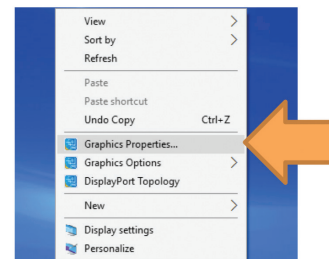 View
Sort by
Refresh
Paste
Paste shortcut
Undo Copy Ctrl+Z
Graphics Properties...
Graphics Options
DisplayPort Topology
New
Display settings
Personalize